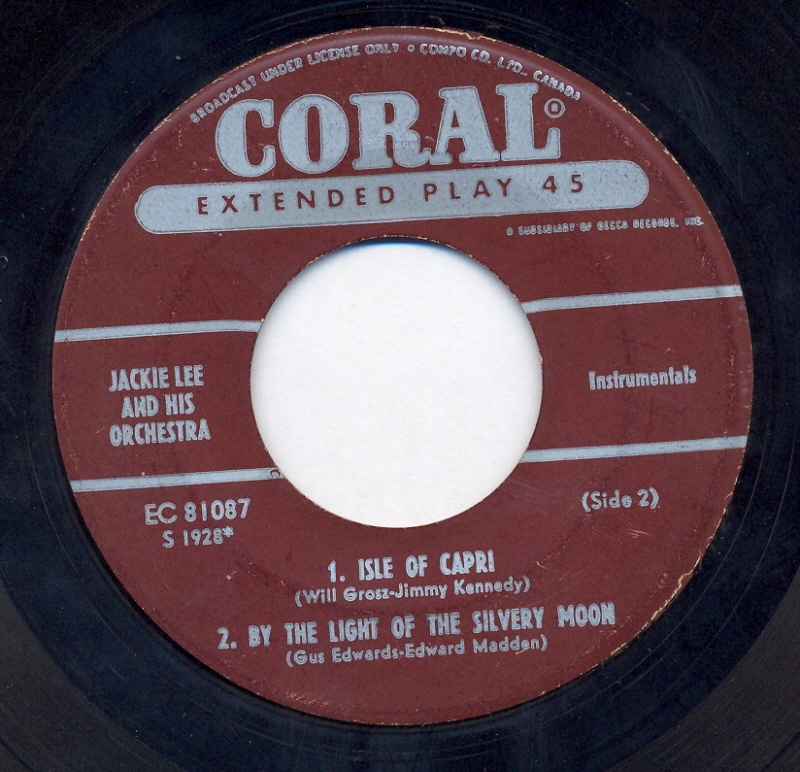 BROADCAST UNDER LICENSE ONLY • COMPO CO. LTD., CANADA
CORAL®
EXTENDED PLAY 45
A SUBSIDIARY OF DECCA RECORDS, INC.
JACKIE LEE
AND HIS
ORCHESTRA
Instrumentals
EC 81087
S 1928*
(Side 2)
1. ISLE OF CAPRI
(Will Grosz-Jimmy Kennedy)
2. BY THE LIGHT OF THE SILVERY MOON
(Gus Edwards-Edward Madden)